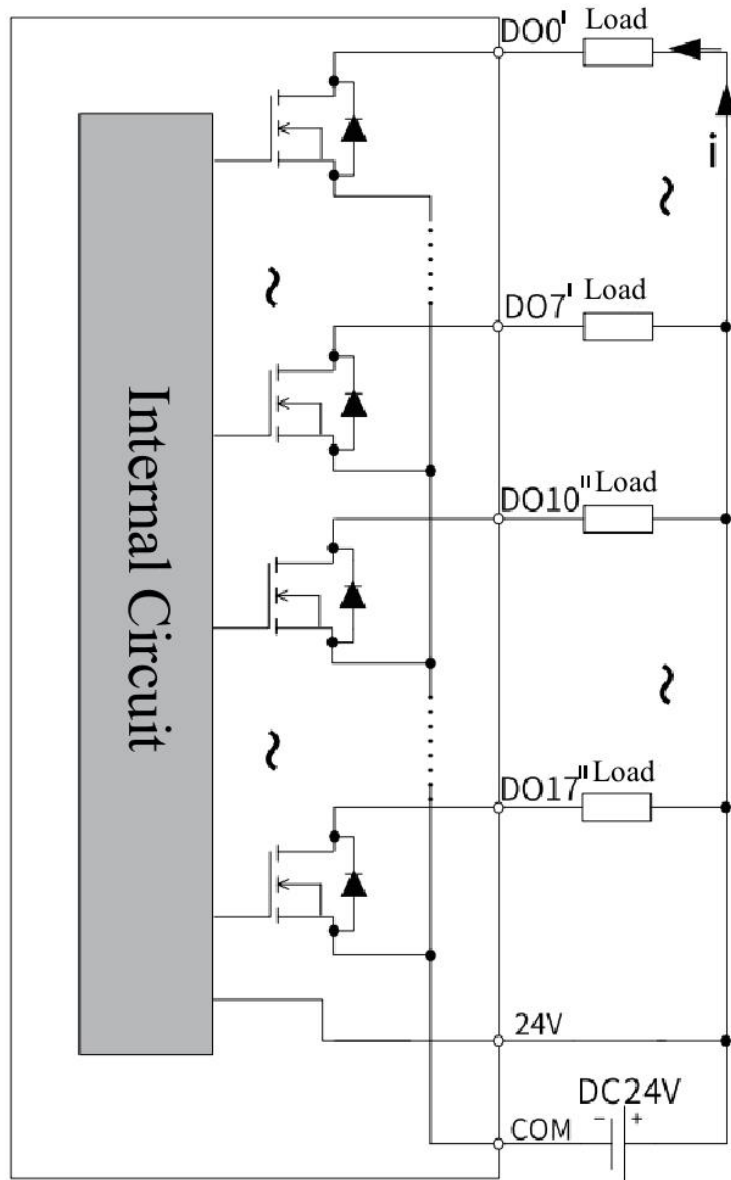 DO0' Load
i
DO7' Load
Internal Circuit
DO10" Load
DO17" Load
24V
DC24V
COM - +